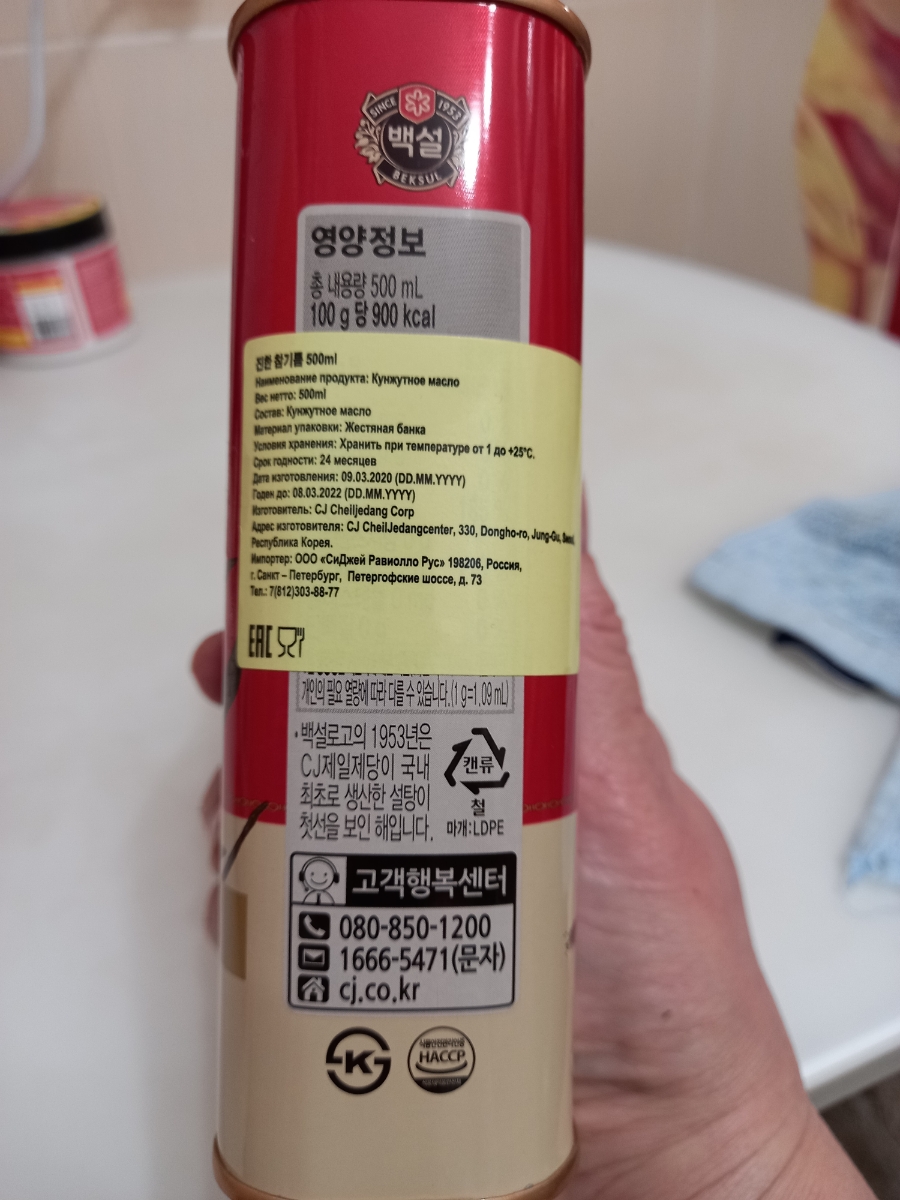 SINCE 1953
백설
BEKSUL
영양정보
총 내용량 500 mL
100 g 당 900 kcal
진한 참기름 500ml
Наименование продукта: Кунжутное масло
Вес нетто: 500ml
Состав: Кунжутное масло
Материал упаковки: Жестяная банка
Условия хранения: Хранить при температуре от 1 до +25°C.
Срок годности: 24 месяцев
Дата изготовления: 09.03.2020 (DD.MM.YYYY)
Годен до: 08.03.2022 (DD.MM.YYYY)
Изготовитель: CJ Cheiljedang Corp
Адрес изготовителя: CJ CheilJedangcenter, 330, Dongho-ro, Jung-Gu, Seoul,
Республика Корея.
Импортер: ООО «СиДжей Равиолло Рус» 198206, Россия,
г. Санкт – Петербург, Петергофские шоссе, д. 73
Тел.: 7(812)303-88-77
EAC
개인의 필요 열량에 따라 다를 수 있습니다.(1 g=1.09 mL)
•백설로고의 1953년은
CJ제일제당이 국내
최초로 생산한 설탕이
첫선을 보인 해입니다.
캔류
철
마개:LDPE
고객행복센터
080-850-1200
1666-5471(문자)
cj.co.kr
K
HACCP